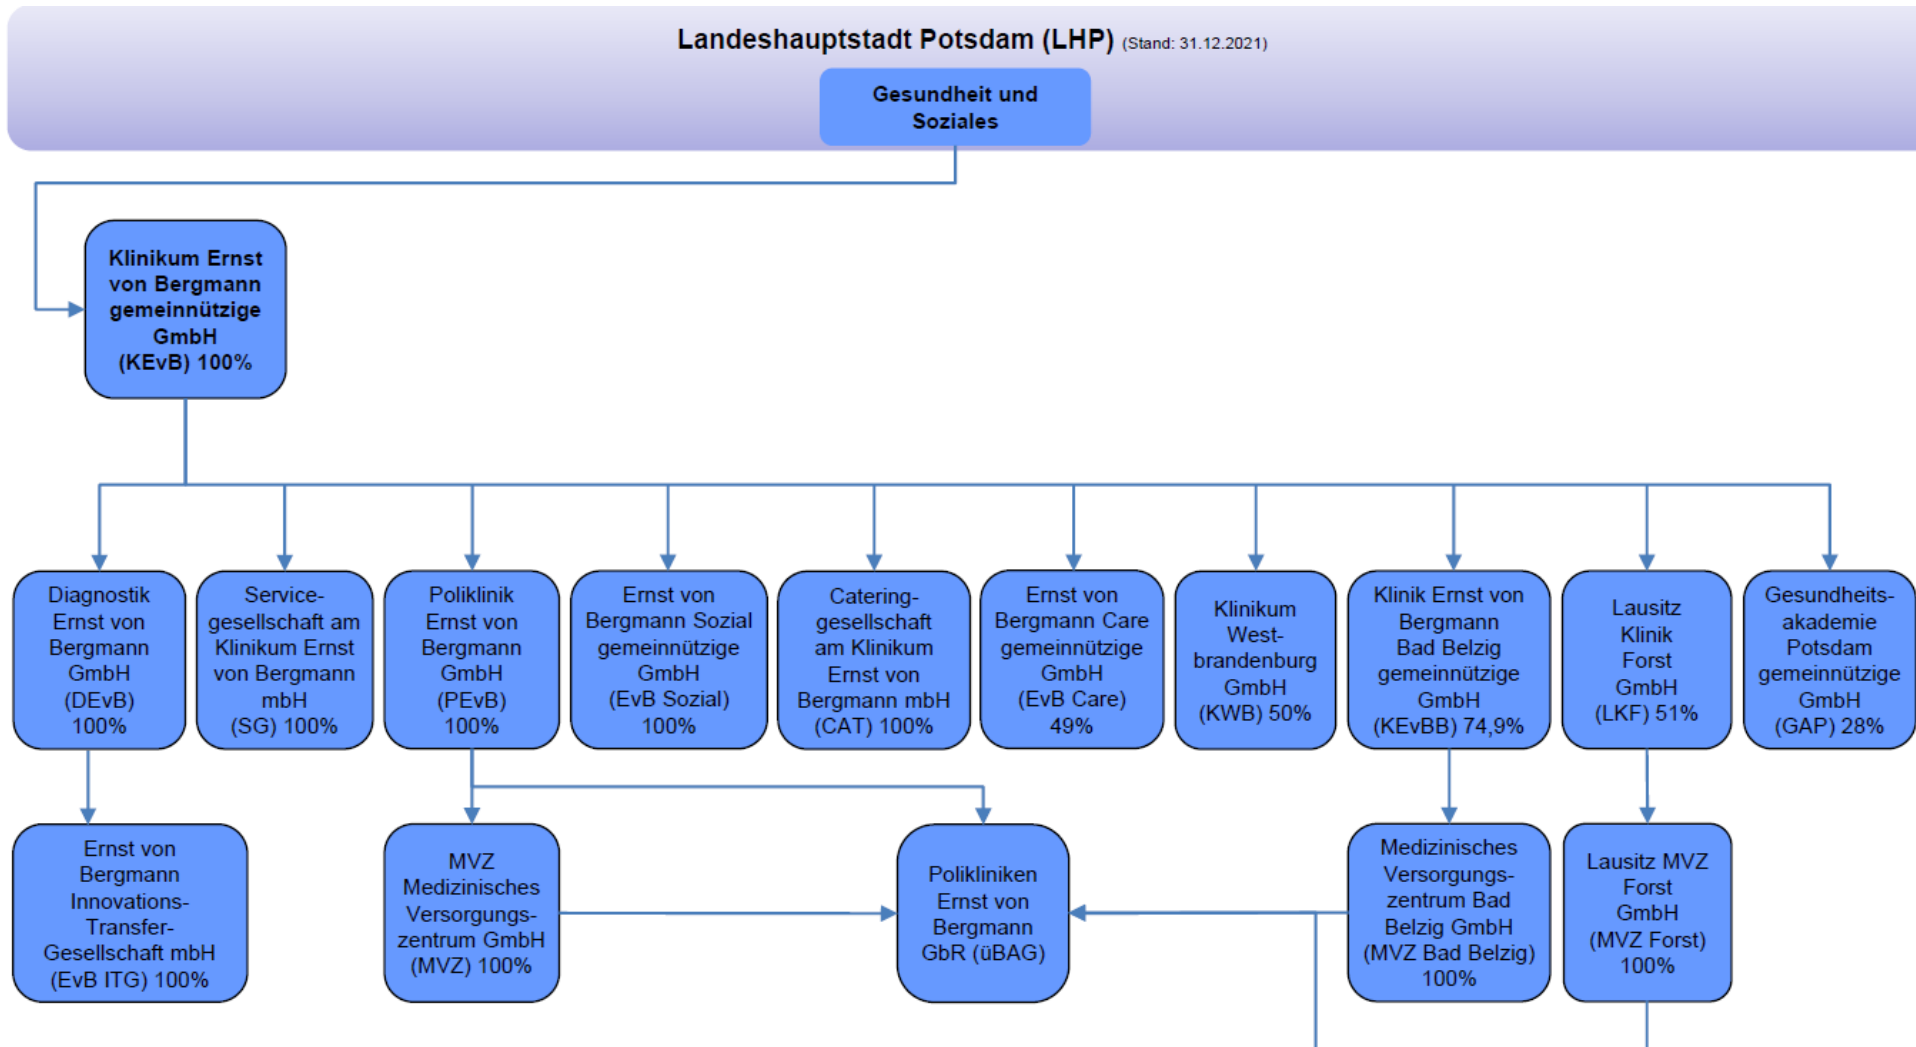 Landeshauptstadt Potsdam (LHP) (Stand: 31.12.2021)
Gesundheit und
Soziales
Klinikum Ernst
von Bergmann
gemeinnützige
GmbH
(KEvB) 100%
Diagnostik
Ernst von
Bergmann
GmbH
(DEvB)
100%
Service-
gesellschaft am
Klinikum Ernst
von Bergmann
mbH
(SG) 100%
Poliklinik
Ernst von
Bergmann
GmbH
(PEvB)
100%
Ernst von
Bergmann Sozial
gemeinnützige
GmbH
(EvB Sozial)
100%
Catering-
gesellschaft
am Klinikum
Ernst von
Bergmann mbH
(CAT) 100%
Ernst von
Bergmann Care
gemeinnützige
GmbH
(EvB Care)
49%
Klinikum
West-
brandenburg
GmbH
(KWB) 50%
Klinik Ernst von
Bergmann
Bad Belzig
gemeinnützige
GmbH
(KEvBB) 74,9%
Lausitz
Klinik
Forst
GmbH
(LKF) 51%
Gesundheits-
akademie
Potsdam
gemeinnützige
GmbH
(GAP) 28%
Ernst von
Bergmann
Innovations-
Transfer-
Gesellschaft mbH
(EvB ITG) 100%
MVZ
Medizinisches
Versorgungs-
zentrum GmbH
(MVZ) 100%
Polikliniken
Ernst von
Bergmann
GbR (üBAG)
Medizinisches
Versorgungs-
zentrum Bad
Belzig GmbH
(MVZ Bad Belzig)
100%
Lausitz MVZ
Forst
GmbH
(MVZ Forst)
100%